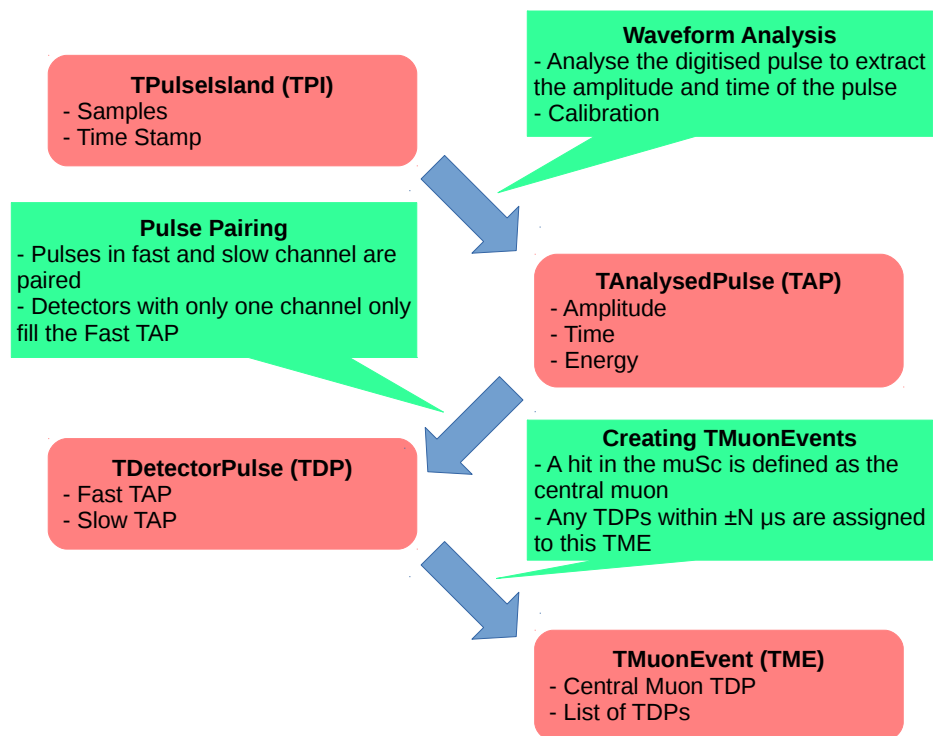 Waveform Analysis
- Analyse the digitised pulse to extract
the amplitude and time of the pulse
- Calibration
TPulseIsland (TPI)
- Samples
- Time Stamp
Pulse Pairing
- Pulses in fast and slow channel are
paired
- Detectors with only one channel only
fill the Fast TAP
TAnalysedPulse (TAP)
- Amplitude
- Time
- Energy
TDetectorPulse (TDP)
- Fast TAP
- Slow TAP
Creating TMuonEvents
- A hit in the muSc is defined as the
central muon
- Any TDPs within ±N μs are assigned
to this TME
TMuonEvent (TME)
- Central Muon TDP
- List of TDPs